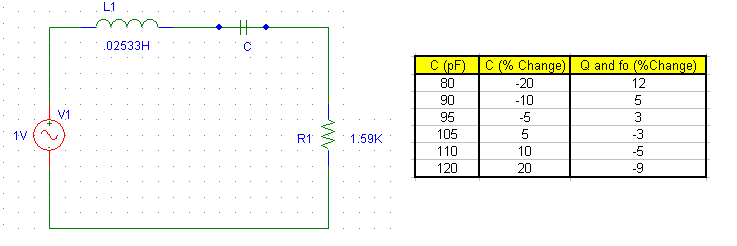 L1
.02533H
C
V1
1V
R1
1.59K
C (pF) C (% Change) Q and fo (%Change)
80 -20 12
90 -10 5
95 -5 3
105 5 -3
110 10 -5
120 20 -9